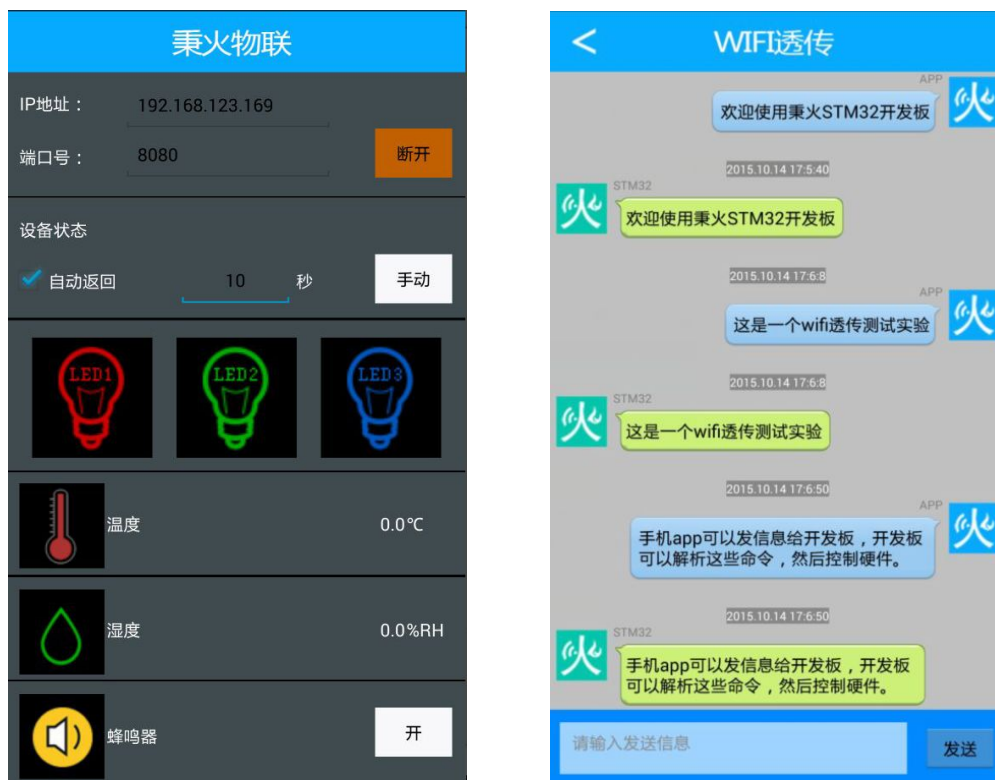 秉火物联
IP地址： 192.168.123.169
端口号： 8080 断开
设备状态
自动返回 10 秒 手动
LED1 LED2 LED3
温度 0.0℃
湿度 0.0%RH
蜂鸣器 开
< WIFI透传
APP
欢迎使用秉火STM32开发板
火
2015.10.14 17:5:40
STM32
火
欢迎使用秉火STM32开发板
2015.10.14 17:6:8
APP
这是一个wifi透传测试实验
火
2015.10.14 17:6:8
STM32
火
这是一个wifi透传测试实验
2015.10.14 17:6:50
APP
火
手机app可以发信息给开发板，开发板
可以解析这些命令，然后控制硬件。
2015.10.14 17:6:50
STM32
火
手机app可以发信息给开发板，开发板
可以解析这些命令，然后控制硬件。
请输入发送信息 发送